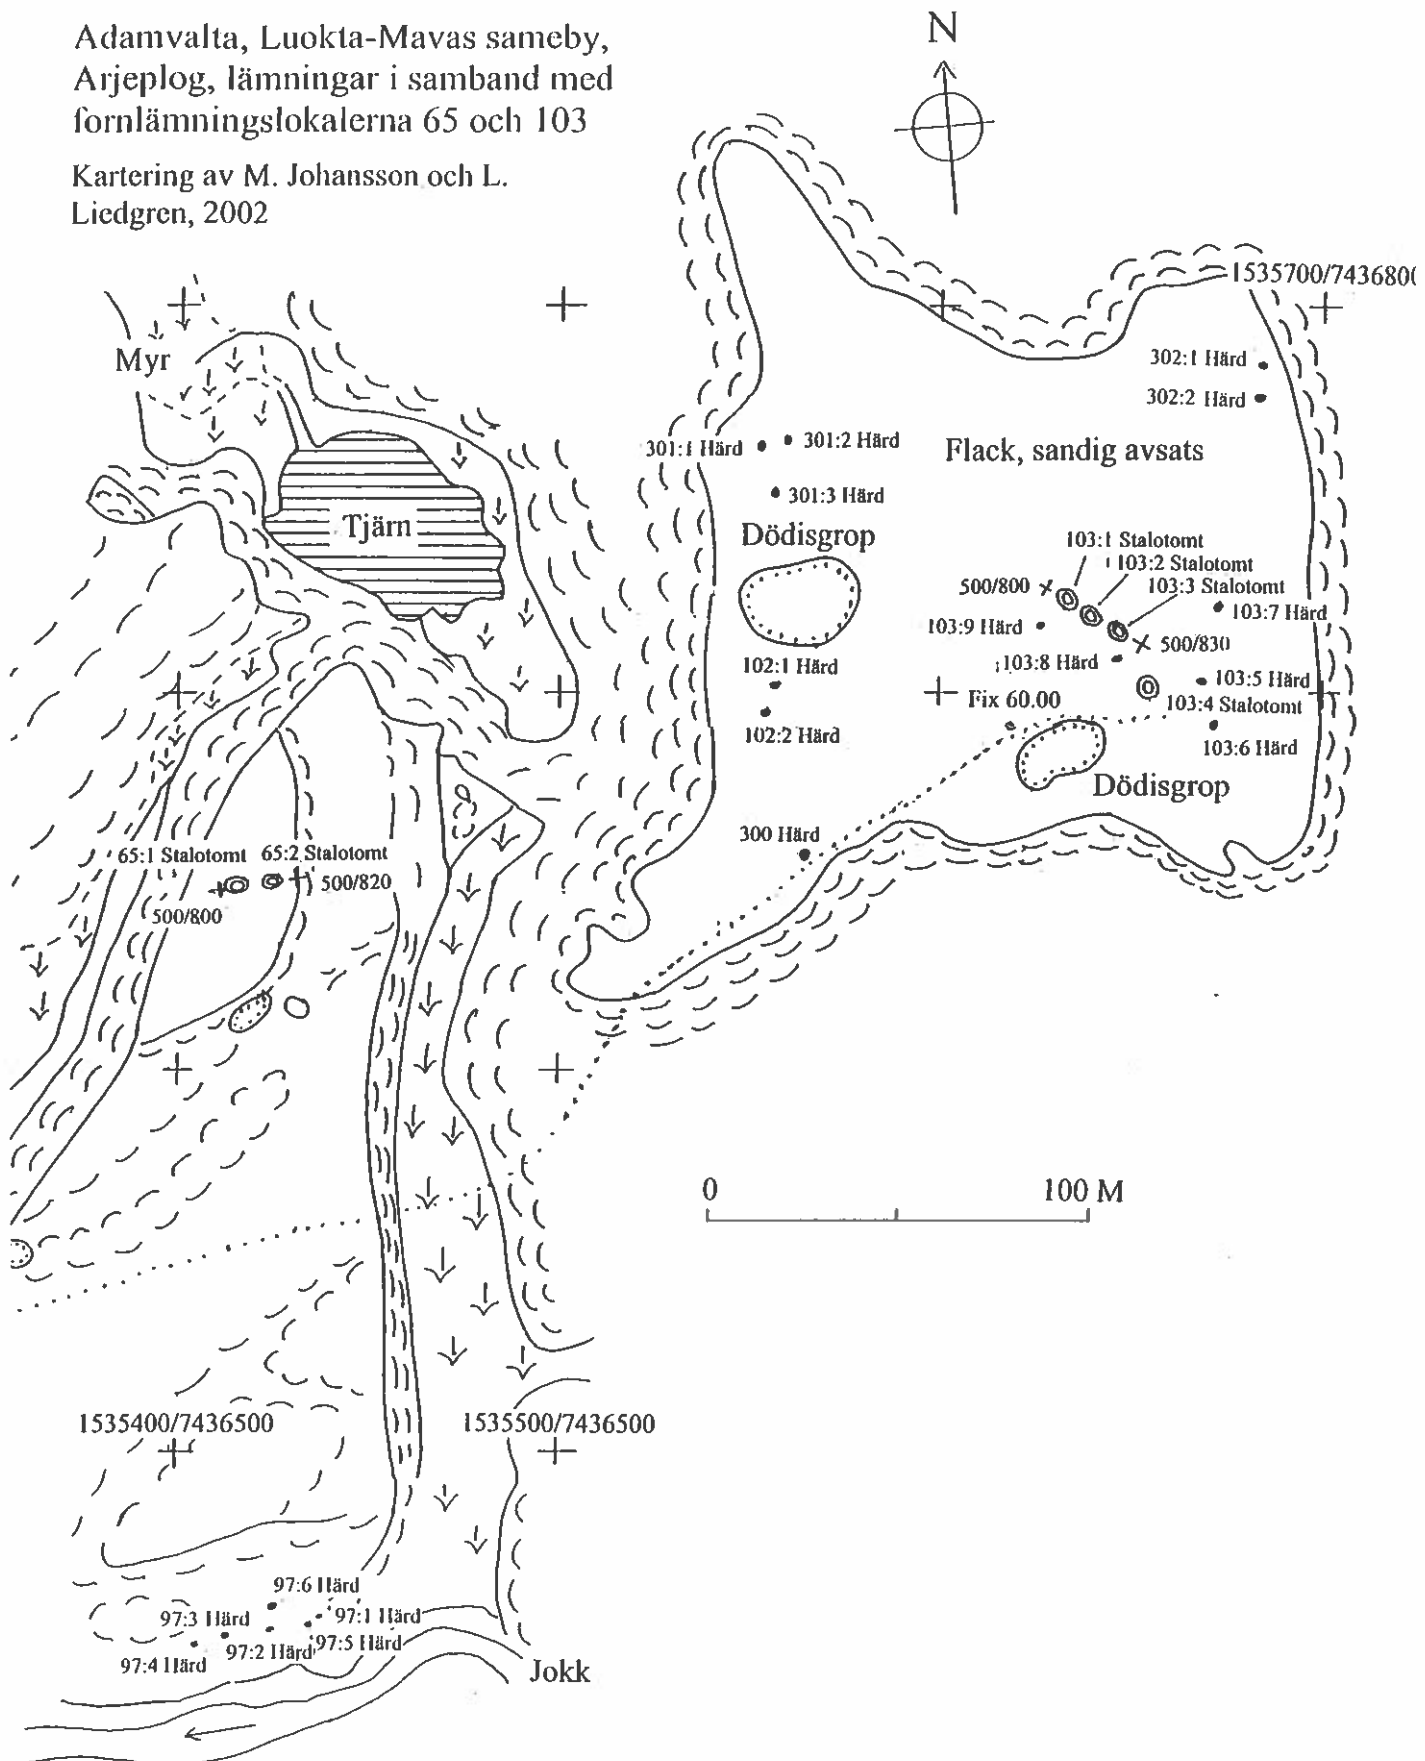 Adamvalta, Luokta-Mavas sameby,
Arjeplog, lämningar i samband med
fornlämningslokalerna 65 och 103
Kartering av M. Johansson och L.
Liedgren, 2002
N
1535700/7436800
Myr
302:1 Härd
302:2 Härd
301:1 Härd
301:2 Härd
Flack, sandig avsats
301:3 Härd
Tjärn
Dödisgrop
103:1 Stalotomt
103:2 Stalotomt
500/800
103:3 Stalotomt
103:7 Härd
103:9 Härd
500/830
102:1 Härd
103:8 Härd
103:5 Härd
Fix 60.00
103:4 Stalotomt
102:2 Härd
103:6 Härd
Dödisgrop
300 Härd
65:1 Stalotomt
65:2 Stalotomt
500/820
500/800
0
100 M
1535400/7436500
1535500/7436500
97:6 Härd
97:3 Härd
97:1 Härd
97:2 Härd
97:5 Härd
97:4 Härd
Jokk